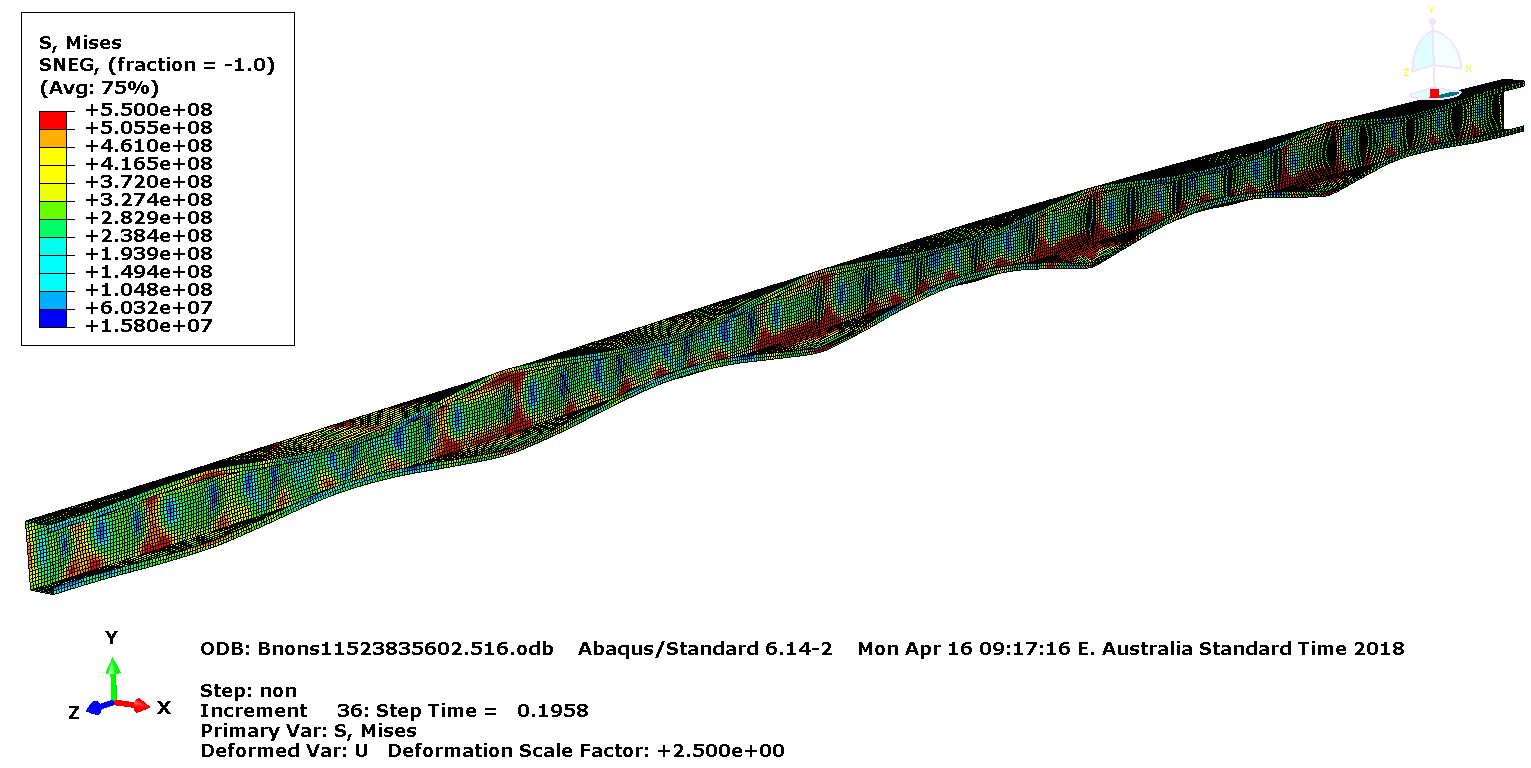 S, Mises
SNEG, (fraction = -1.0)
(Avg: 75%)
+5.500e+08
+5.055e+08
+4.610e+08
+4.165e+08
+3.720e+08
+3.274e+08
+2.829e+08
+2.384e+08
+1.939e+08
+1.494e+08
+1.048e+08
+6.032e+07
+1.580e+07
Y
Z X
Y
Z X
ODB: Bnons11523835602.516.odb Abaqus/Standard 6.14-2 Mon Apr 16 09:17:16 E. Australia Standard Time 2018
Step: non
Increment 36: Step Time = 0.1958
Primary Var: S, Mises
Deformed Var: U Deformation Scale Factor: +2.500e+00